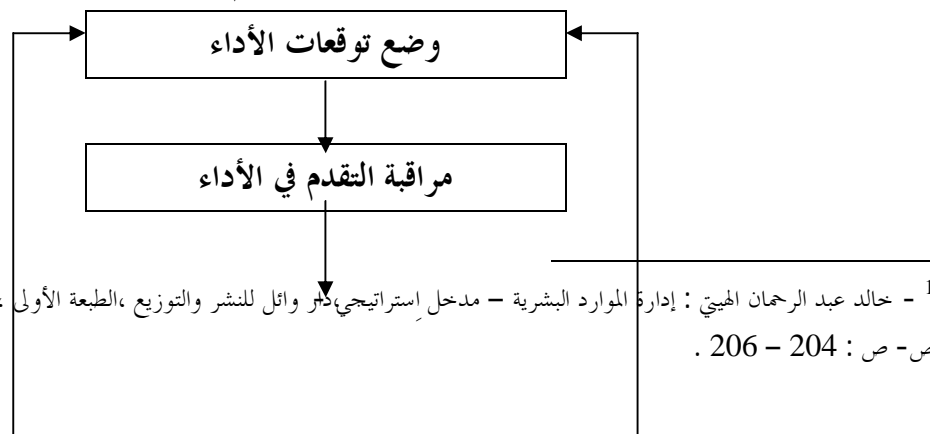 وضع توقعات الأداء
مراقبة التقدم في الأداء
1 - خالد عبد الرحمان الهيتي : إدارة الموارد البشرية – مدخل إستراتيجي،دار وائل للنشر والتوزيع ،الطبعة الأولى ،
ص- ص : 204 – 206 .